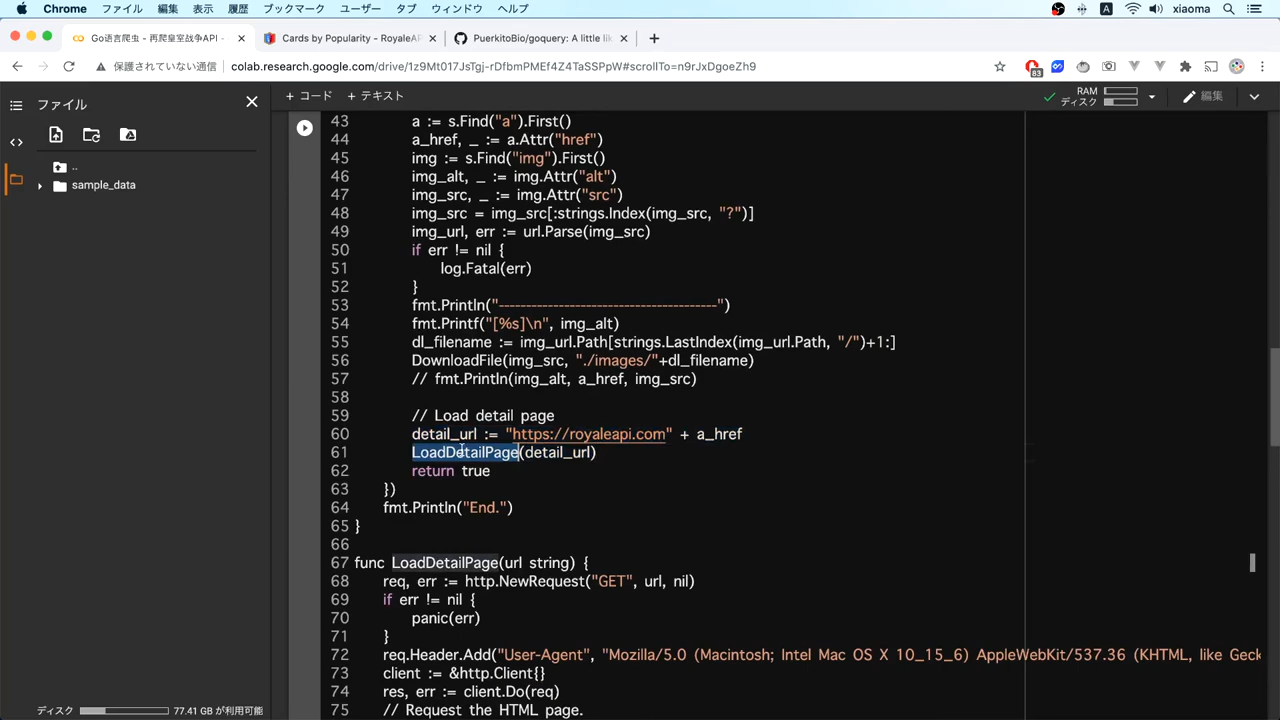 Chrome ファイル 編集 表示 履歴 ブックマーク ユーザー タブ ウィンドウ ヘルプ A xiaoma
Go语言爬虫 - 再爬皇室战争API - Cards by Popularity - RoyaleAPI PuerkitoBio/goquery: A little lik
保護されていない通信 colab.research.google.com/drive/1z9Mt017JsTgj-rDfbmPMEf4Z4TaSSPpW#scrollTo=n9rJxDgoeZh9 83
ファイル + コード + テキスト RAM ディスク 編集
..
sample_data
43 a := s.Find("a").First()
44 a_href, _ := a.Attr("href")
45 img := s.Find("img").First()
46 img_alt, _ := img.Attr("alt")
47 img_src, _ := img.Attr("src")
48 img_src = img_src[:strings.Index(img_src, "?")]
49 img_url, err := url.Parse(img_src)
50 if err != nil {
51 log.Fatal(err)
52 }
53 fmt.Println("----------------------------------------")
54 fmt.Printf("[%s]\n", img_alt)
55 dl_filename := img_url.Path[strings.LastIndex(img_url.Path, "/")+1:]
56 DownloadFile(img_src, "./images/"+dl_filename)
57 // fmt.Println(img_alt, a_href, img_src)
58
59 // Load detail page
60 detail_url := "https://royaleapi.com" + a_href
61 LoadDetailPage(detail_url)
62 return true
63 })
64 fmt.Println("End.")
65 }
66
67 func LoadDetailPage(url string) {
68 req, err := http.NewRequest("GET", url, nil)
69 if err != nil {
70 panic(err)
71 }
72 req.Header.Add("User-Agent", "Mozilla/5.0 (Macintosh; Intel Mac OS X 10_15_6) AppleWebKit/537.36 (KHTML, like Geck
73 client := &http.Client{}
74 res, err := client.Do(req)
75 // Request the HTML page.
ディスク 77.41 GB が利用可能